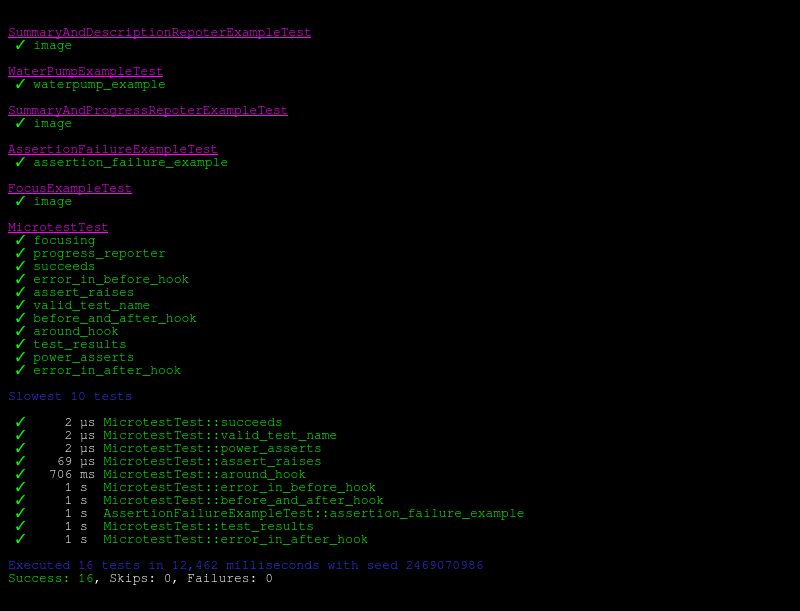 SummaryAndDescriptionRepoterExampleTest
✓ image
WaterPumpExampleTest
✓ waterpump_example
SummaryAndProgressRepoterExampleTest
✓ image
AssertionFailureExampleTest
✓ assertion_failure_example
FocusExampleTest
✓ image
MicrotestTest
✓ focusing
✓ progress_reporter
✓ succeeds
✓ error_in_before_hook
✓ assert_raises
✓ valid_test_name
✓ before_and_after_hook
✓ around_hook
✓ test_results
✓ power_asserts
✓ error_in_after_hook
Slowest 10 tests
✓ 2 µs MicrotestTest::succeeds
✓ 2 µs MicrotestTest::valid_test_name
✓ 2 µs MicrotestTest::power_asserts
✓ 69 µs MicrotestTest::assert_raises
✓ 706 ms MicrotestTest::around_hook
✓ 1 s MicrotestTest::error_in_before_hook
✓ 1 s MicrotestTest::before_and_after_hook
✓ 1 s AssertionFailureExampleTest::assertion_failure_example
✓ 1 s MicrotestTest::test_results
✓ 1 s MicrotestTest::error_in_after_hook
Executed 16 tests in 12,462 milliseconds with seed 2469070986
Success: 16, Skips: 0, Failures: 0